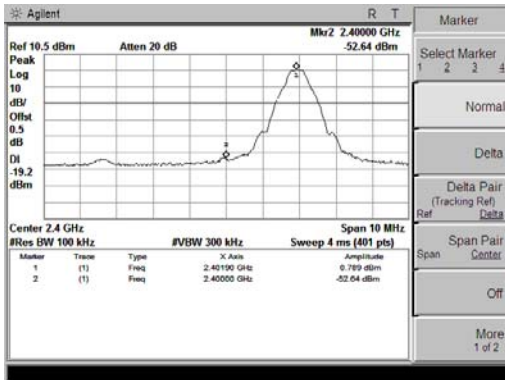 Agilent R T
Mkr2 2.40000 GHz
Ref 10.5 dBm Atten 20 dB -52.64 dBm
Peak
Log
10
dB/
Offst
0.5
dB
DI
-19.2
dBm
1
2
Center 2.4 GHz Span 10 MHz
#Res BW 100 kHz #VBW 300 kHz Sweep 4 ms (401 pts)
Marker Trace Type X Axis Amplitude
1 (1) Freq 2.40190 GHz 0.789 dBm
2 (1) Freq 2.40000 GHz -52.64 dBm
Marker
Select Marker
1 2 3 4
Normal
Delta
Delta Pair
(Tracking Ref)
Ref Delta
Span Pair
Span Center
Off
More
1 of 2